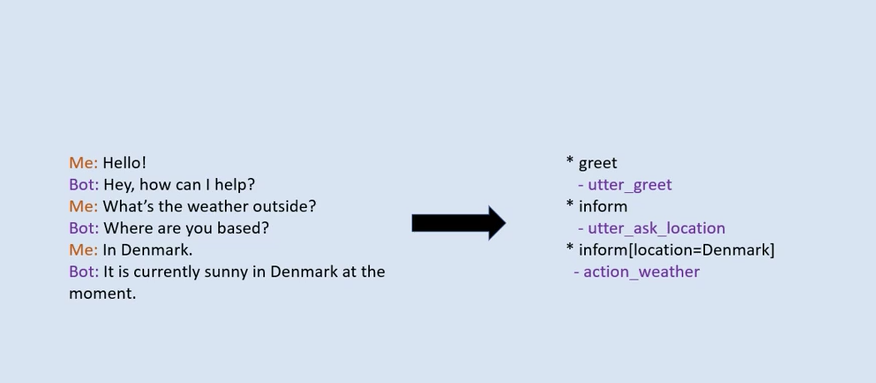 Me: Hello!
Bot: Hey, how can I help?
Me: What's the weather outside?
Bot: Where are you based?
Me: In Denmark.
Bot: It is currently sunny in Denmark at the
moment.
* greet
- utter_greet
* inform
- utter_ask_location
* inform[location=Denmark]
- action_weather